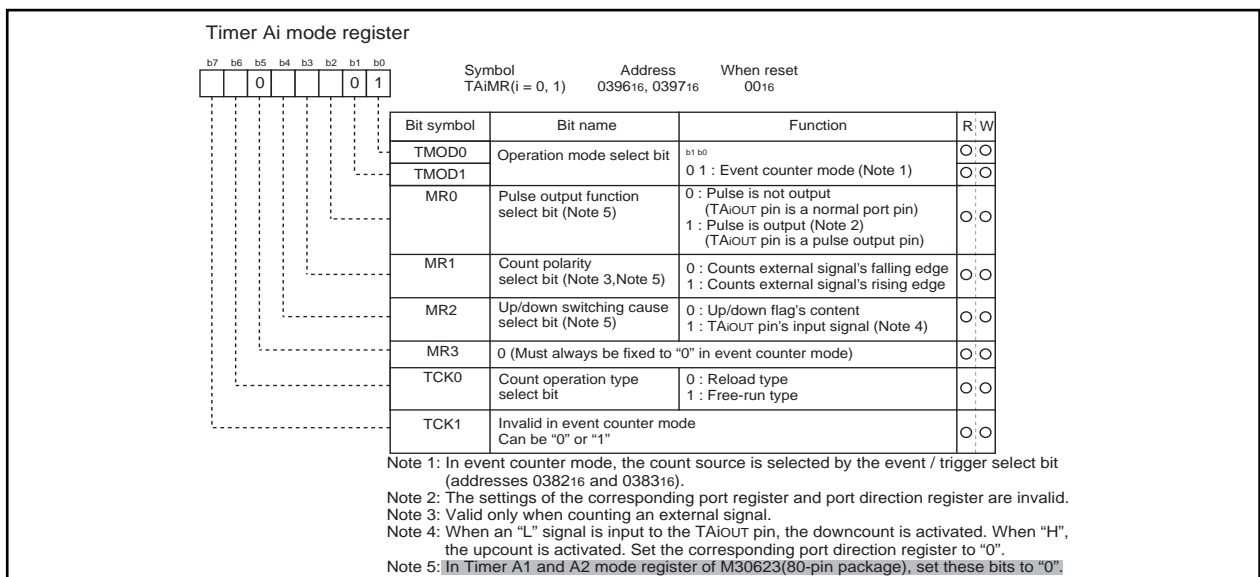 Timer Ai mode register
b7 b6 b5 b4 b3 b2 b1 b0
0 0 1
Symbol Address When reset
TAiMR(i = 0, 1) 039616, 039716 0016
Bit symbol Bit name Function R W
TMOD0 Operation mode select bit b1 b0
TMOD1 0 1 : Event counter mode (Note 1)
MR0 Pulse output function 0 : Pulse is not output
select bit (Note 5) (TAiOUT pin is a normal port pin)
1 : Pulse is output (Note 2)
(TAiOUT pin is a pulse output pin)
MR1 Count polarity 0 : Counts external signal's falling edge
select bit (Note 3,Note 5) 1 : Counts external signal's rising edge
MR2 Up/down switching cause 0 : Up/down flag's content
select bit (Note 5) 1 : TAiOUT pin's input signal (Note 4)
MR3 0 (Must always be fixed to “0” in event counter mode)
TCK0 Count operation type 0 : Reload type
select bit 1 : Free-run type
TCK1 Invalid in event counter mode
Can be “0” or “1”
Note 1: In event counter mode, the count source is selected by the event / trigger select bit
(addresses 038216 and 038316).
Note 2: The settings of the corresponding port register and port direction register are invalid.
Note 3: Valid only when counting an external signal.
Note 4: When an “L” signal is input to the TAiOUT pin, the downcount is activated. When “H”,
the upcount is activated. Set the corresponding port direction register to “0”.
Note 5: In Timer A1 and A2 mode register of M30623(80-pin package), set these bits to “0”.